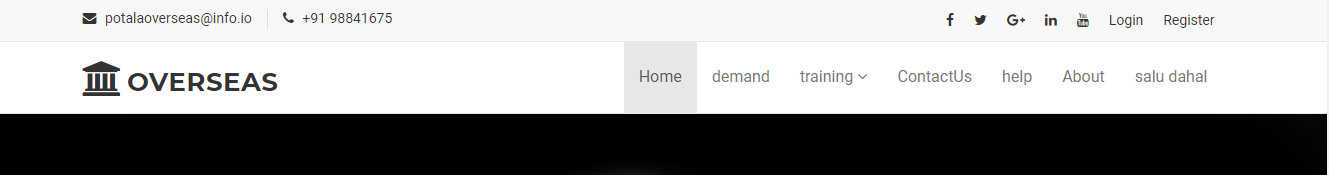 potalaoverseas@info.io +91 98841675 Login Register
OVERSEAS Home demand training ContactUs help About salu dahal